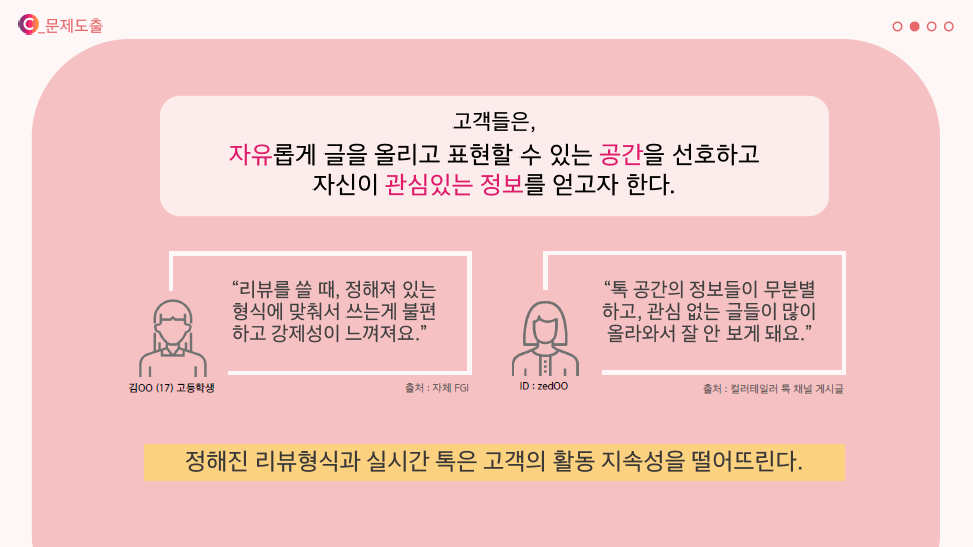 C_문제도출
고객들은,
자유롭게 글을 올리고 표현할 수 있는 공간을 선호하고
자신이 관심있는 정보를 얻고자 한다.
“리뷰를 쓸 때, 정해져 있는
형식에 맞춰서 쓰는게 불편
하고 강제성이 느껴져요.”
김OO (17) 고등학생
출처 : 자체 FGI
“톡 공간의 정보들이 무분별
하고, 관심 없는 글들이 많이
올라와서 잘 안 보게 돼요.”
ID : zedOO
출처 : 컬러테일러 톡 채널 게시글
정해진 리뷰형식과 실시간 톡은 고객의 활동 지속성을 떨어뜨린다.